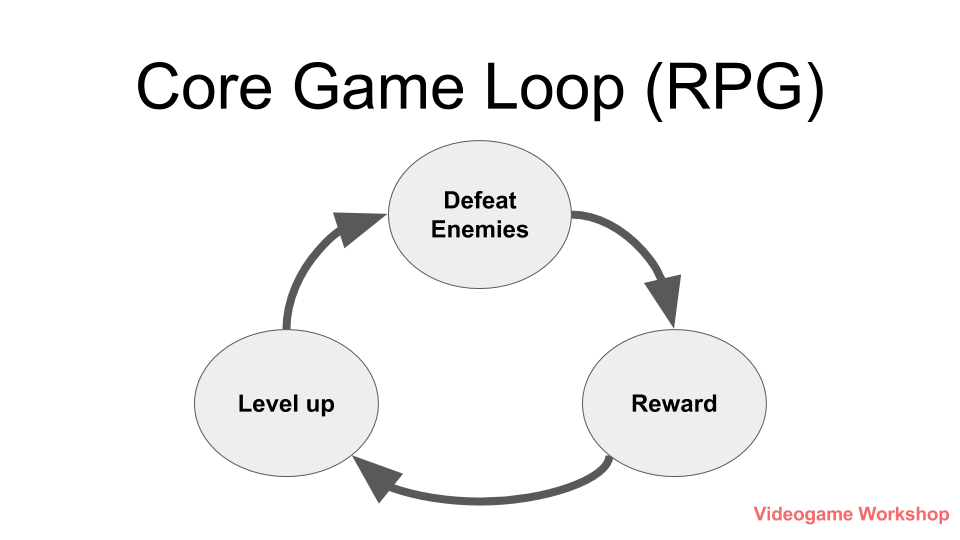 Core Game Loop (RPG)
Defeat
Enemies
Level up
Reward
Videogame Workshop